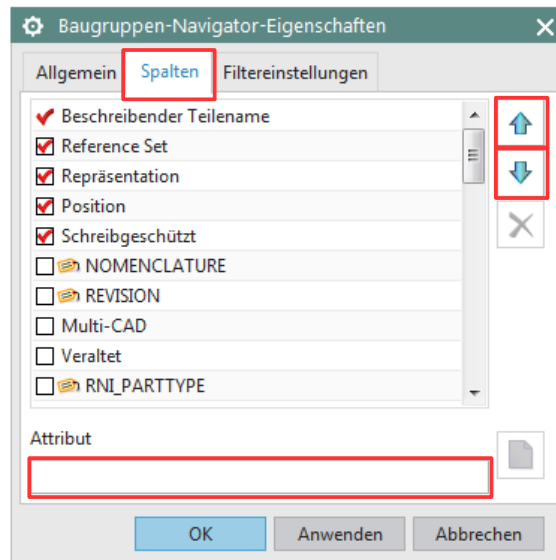 Baugruppen-Navigator-Eigenschaften
Allgemein Spalten Filtereinstellungen
Beschreibender Teilename
Reference Set
Repräsentation
Position
Schreibgeschützt
NOMENCLATURE
REVISION
Multi-CAD
Veraltet
RNI_PARTTYPE
Attribut
OK Anwenden Abbrechen